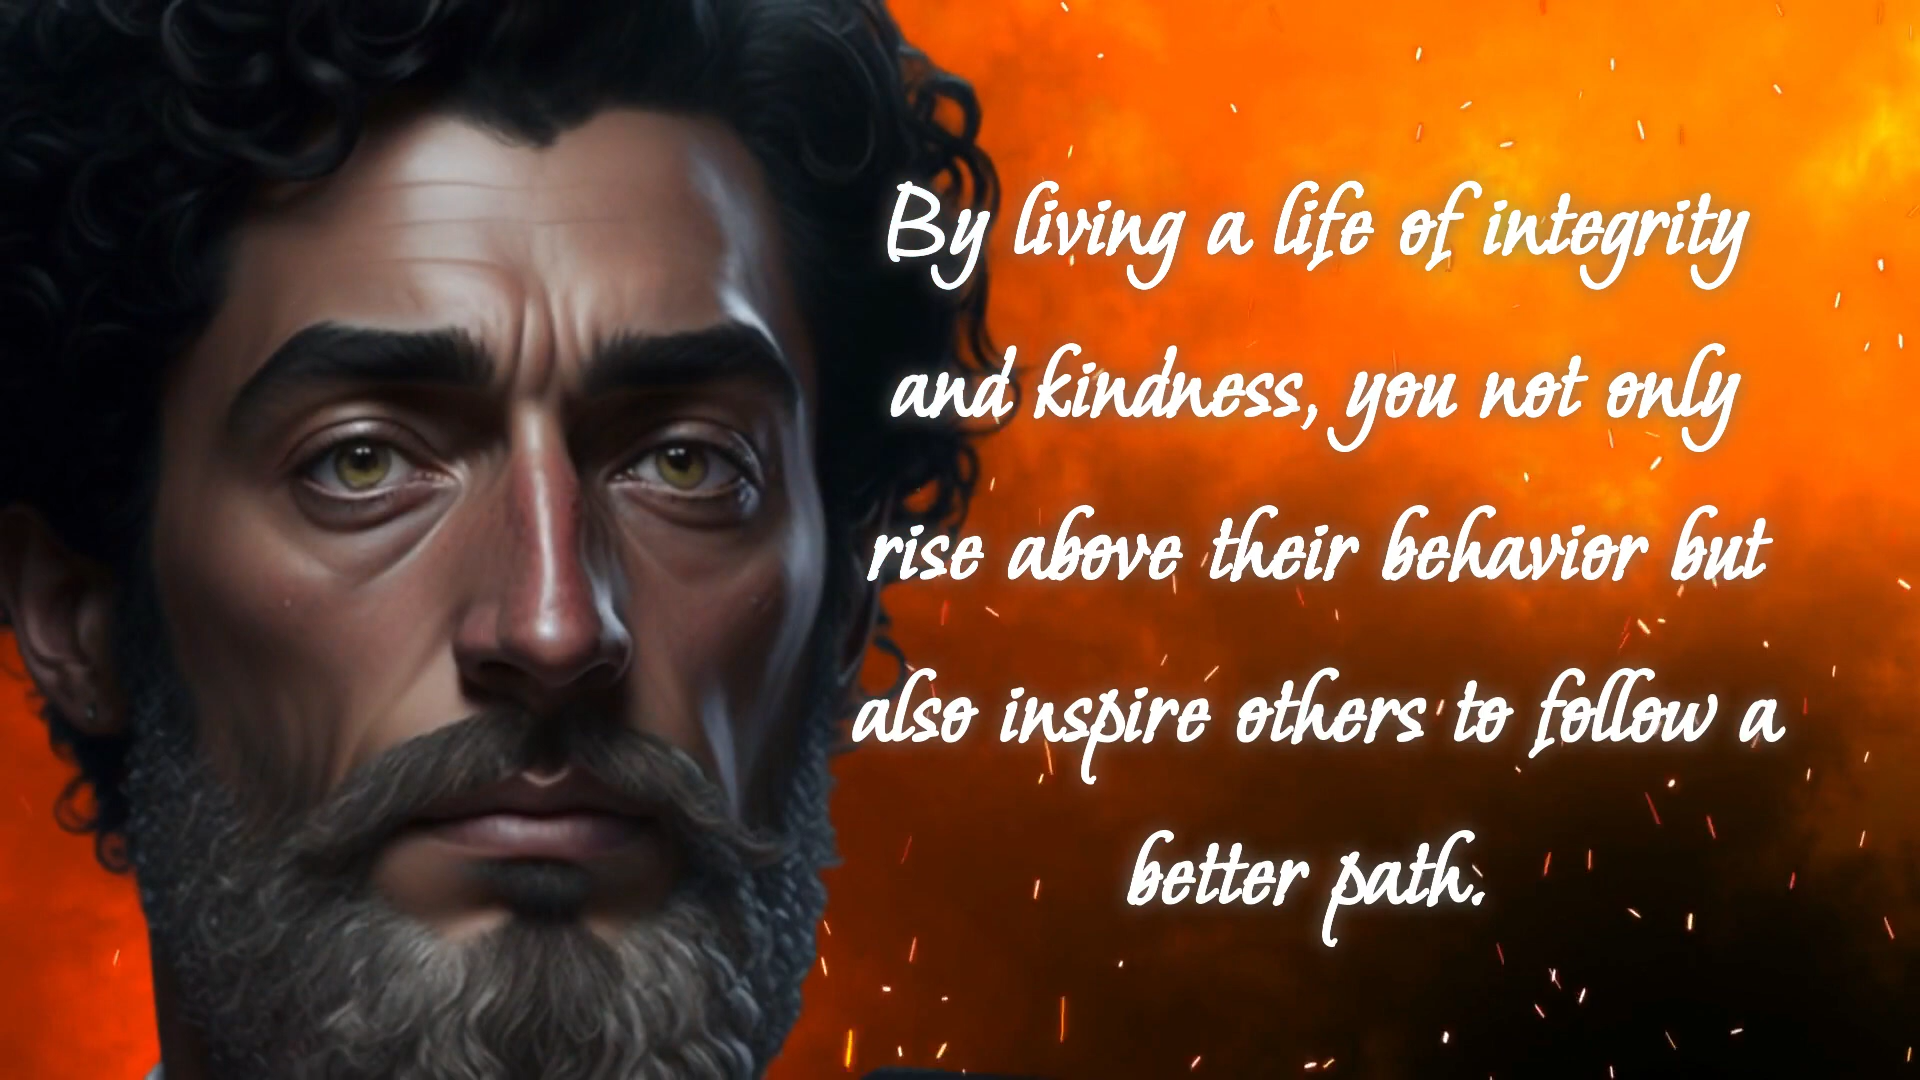 By living a life of integrity
and kindness, you not only
rise above their behavior but
also inspire others to follow a
better path.